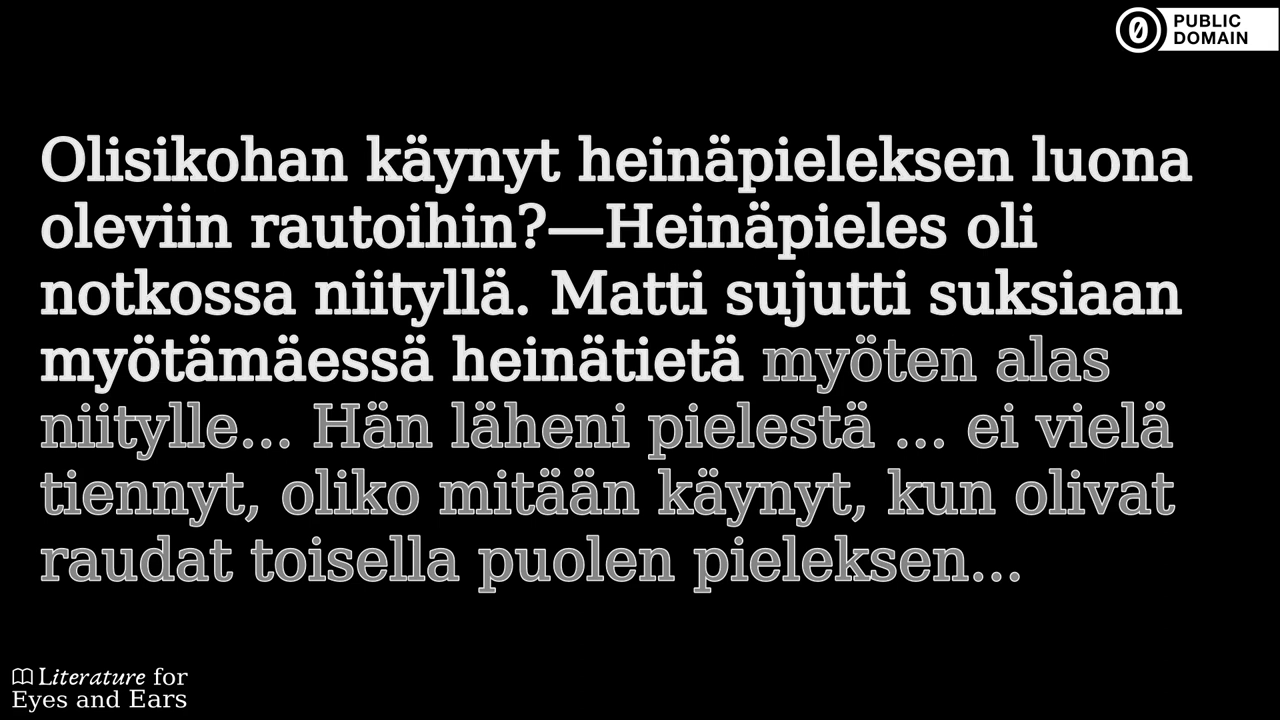 PUBLIC
DOMAIN
Olisikohan käynyt heinäpieleksen luona
oleviin rautoihin?—Heinäpieles oli
notkossa niityllä. Matti sujutti suksiaan
myötämäessä heinätietä myöten alas
niitylle... Hän läheni pielestä ... ei vielä
tiennyt, oliko mitään käynyt, kun olivat
raudat toisella puolen pieleksen...
Literature for
Eyes and Ears